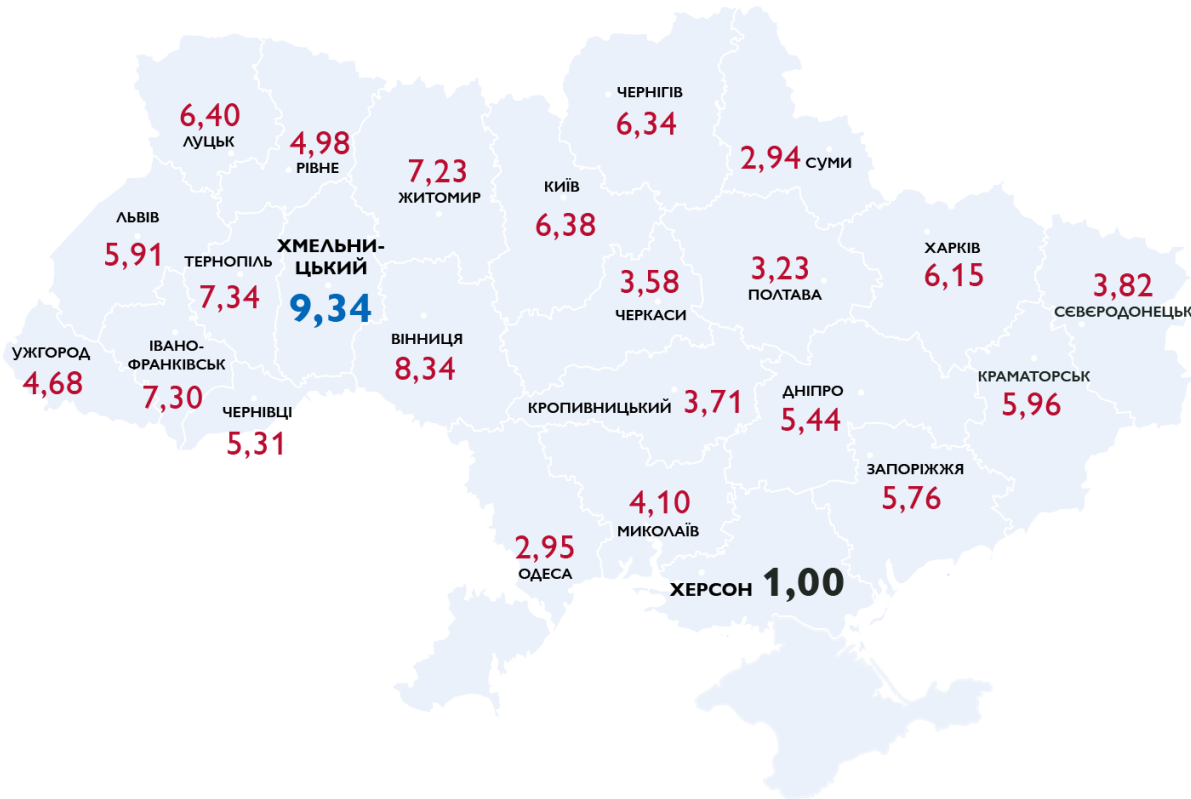 ЧЕРНІГІВ
6,34
6,40
ЛУЦЬК
4,98
РІВНЕ
7,23
ЖИТОМИР
2,94 СУМИ
КИЇВ
6,38
ЛЬВІВ
5,91
ТЕРНОПІЛЬ
7,34
ХМЕЛЬНИ-
ЦЬКИЙ
9,34
ХАРКІВ
6,15
3,23
ПОЛТАВА
3,58
ЧЕРКАСИ
3,82
СЄВЄРОДОНЕЦЬК
ВІННИЦЯ
8,34
УЖГОРОД
4,68
ІВАНО-
ФРАНКІВСЬК
7,30
ЧЕРНІВЦІ
5,31
КРОПИВНИЦЬКИЙ 3,71
ДНІПРО
5,44
КРАМАТОРСЬК
5,96
ЗАПОРІЖЖЯ
5,76
4,10
МИКОЛАЇВ
2,95
ОДЕСА
ХЕРСОН 1,00